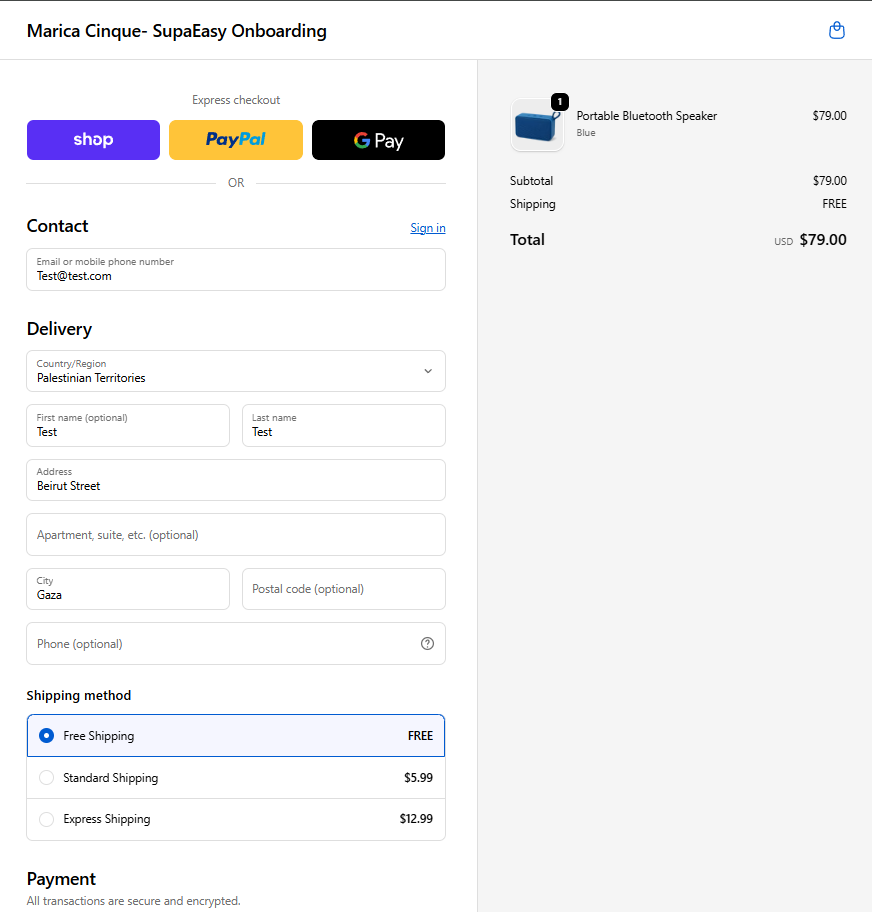 Marica Cinque- SupaEasy Onboarding
Express checkout
shop
PayPal
G Pay
OR
Contact
Sign in
Email or mobile phone number
Test@test.com
Delivery
Country/Region
Palestinian Territories
First name (optional)
Test
Last name
Test
Address
Beirut Street
Apartment, suite, etc. (optional)
City
Gaza
Postal code (optional)
Phone (optional)
?
Shipping method
Free Shipping FREE
Standard Shipping $5.99
Express Shipping $12.99
Payment
All transactions are secure and encrypted.
1
Portable Bluetooth Speaker $79.00
Blue
Subtotal $79.00
Shipping FREE
Total USD $79.00